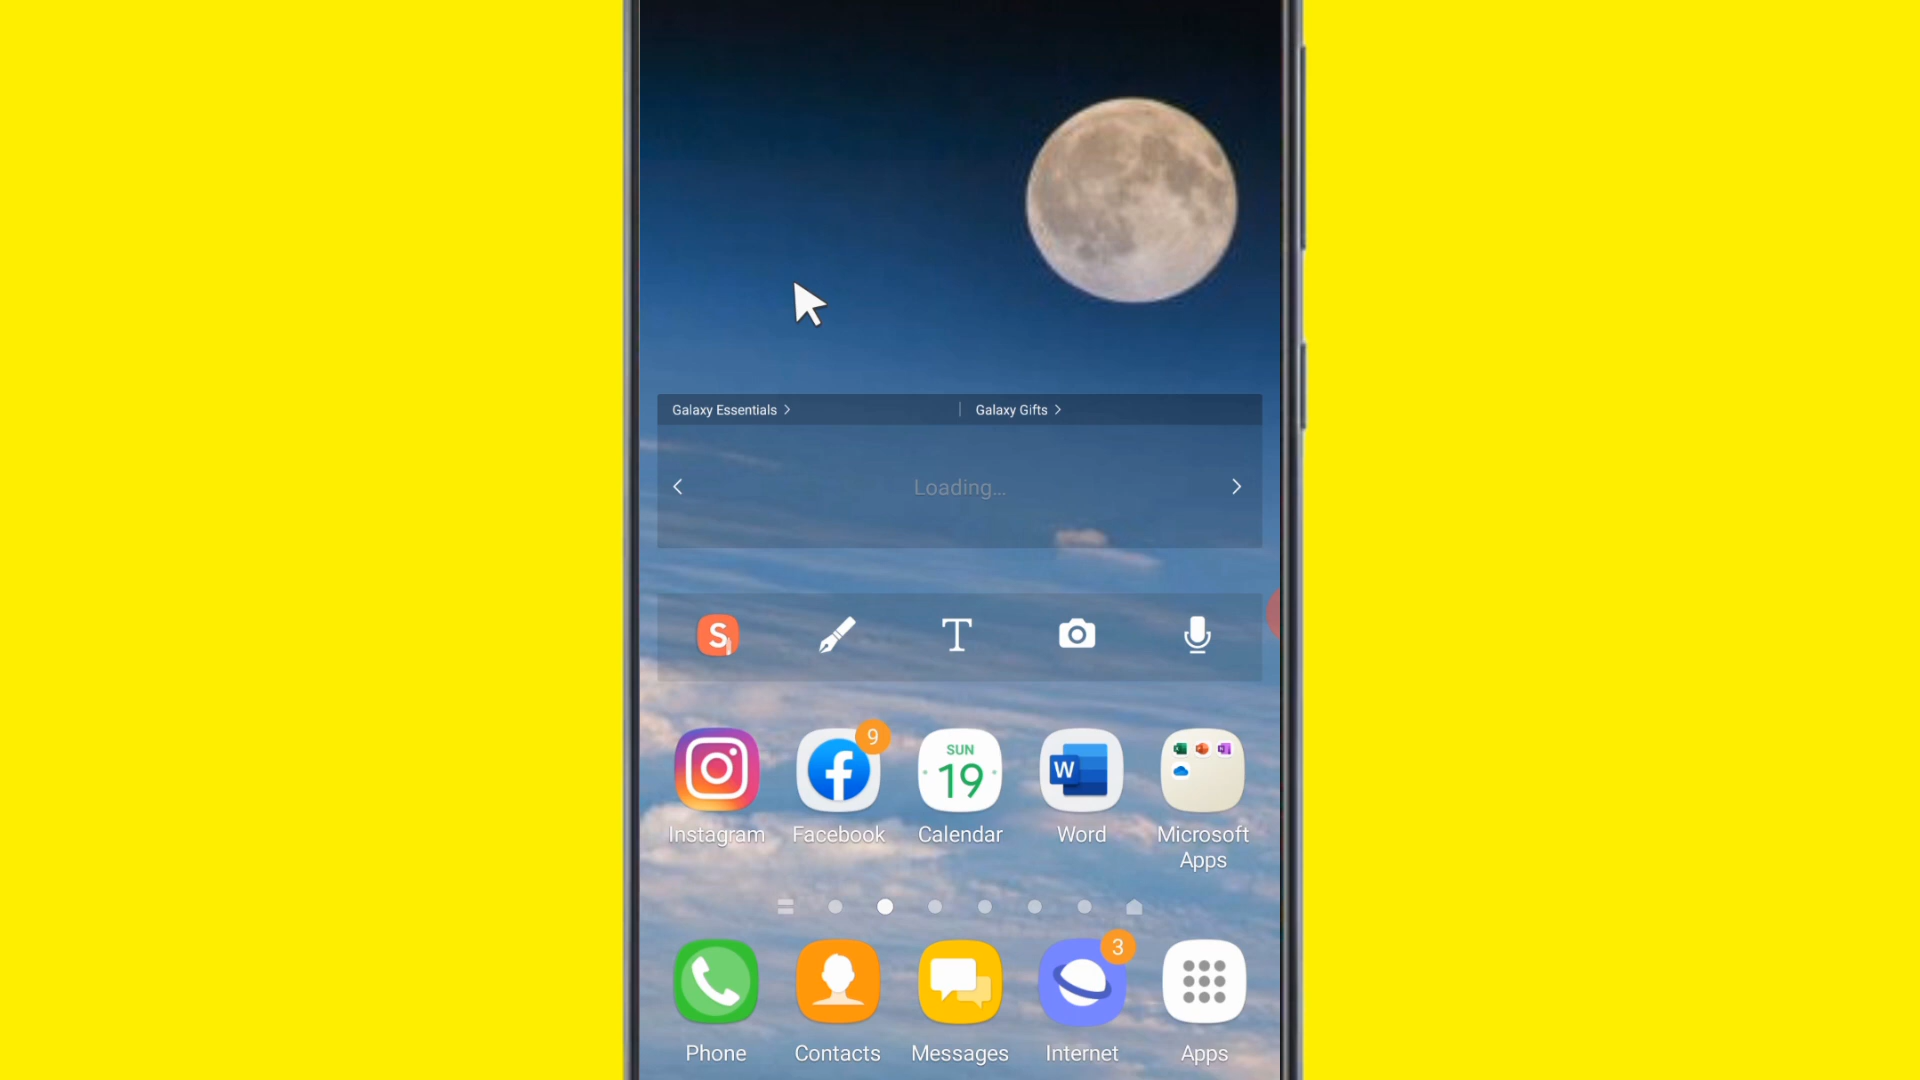 Galaxy Essentials > | Galaxy Gifts >
Loading...
S T
9
SUN
19
W
Instagram Facebook Calendar Word Microsoft Apps
3
Phone Contacts Messages Internet Apps